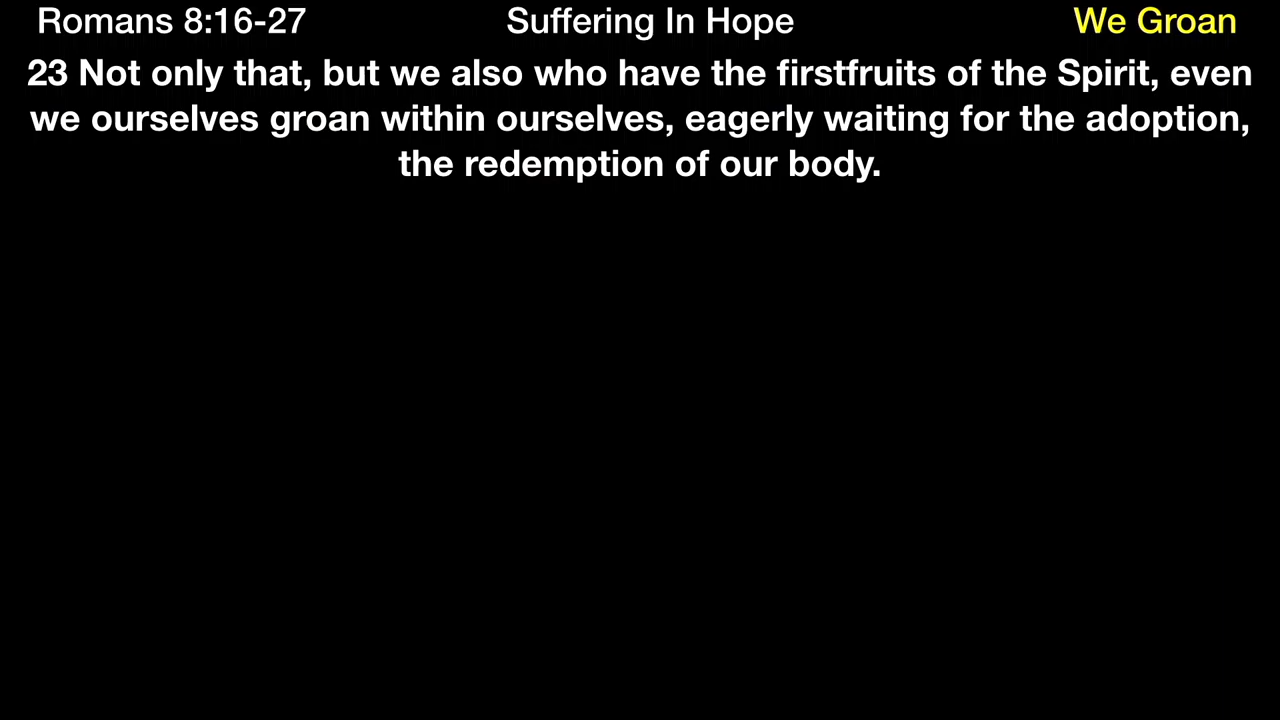 Romans 8:16-27 Suffering In Hope We Groan
23 Not only that, but we also who have the firstfruits of the Spirit, even
we ourselves groan within ourselves, eagerly waiting for the adoption,
the redemption of our body.